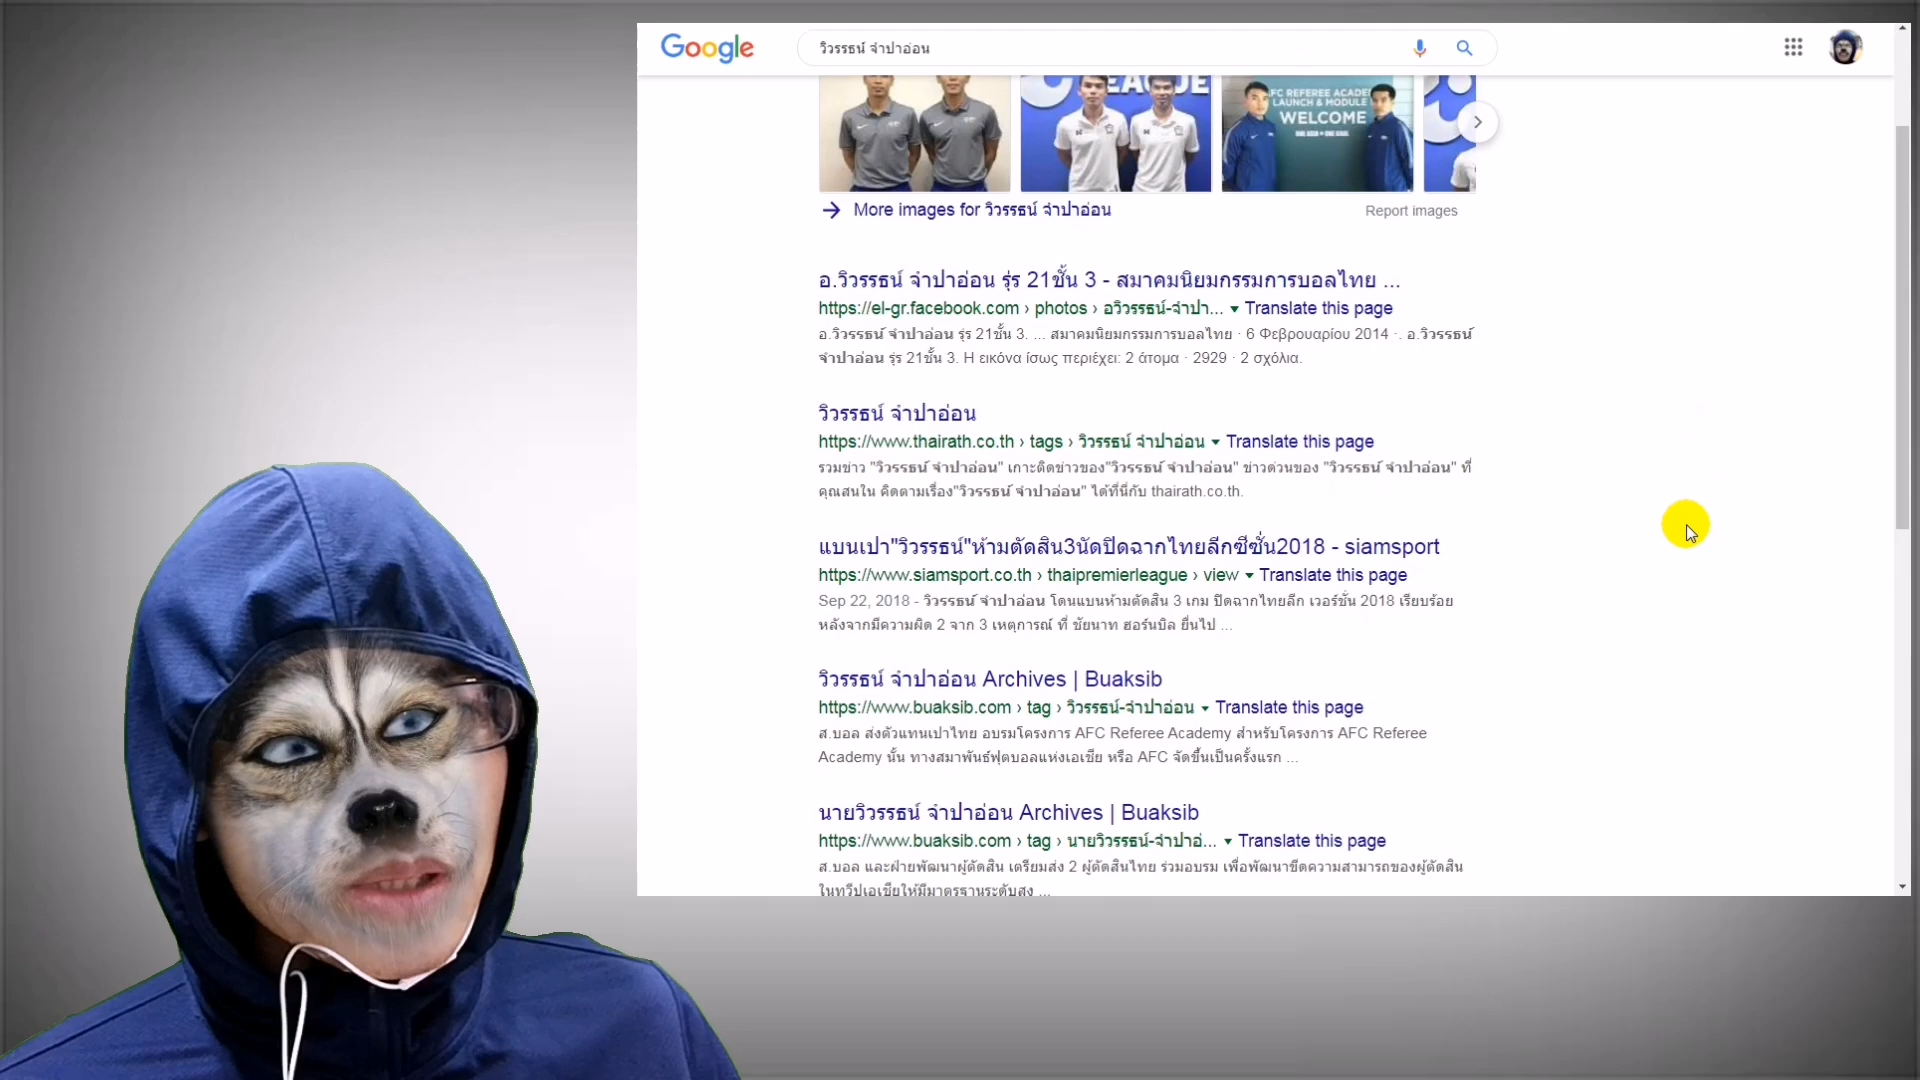 Google
วิวรรธน์ จำปาอ่อน
LEAGUE
FC REFEREE ACADE
LAUNCH & MODULE
WELCOME
ONE ASIA • ONE GOAL
More images for วิวรรธน์ จำปาอ่อน
Report images
อ.วิวรรธน์ จำปาอ่อน รุ่ร 21ชั้น 3 - สมาคมนิยมกรรมการบอลไทย ...
https://el-gr.facebook.com › photos › อวิวรรธน์-จำปา... Translate this page
อ.วิวรรธน์ จำปาอ่อน รุ่ร 21ชั้น 3. ... สมาคมนิยมกรรมการบอลไทย · 6 Φεβρουαρίου 2014 ·. อ.วิวรรธน์
จำปาอ่อน รุ่ร 21ชั้น 3. Η εικόνα ίσως περιέχει: 2 άτομα · 2929 · 2 σχόλια.
วิวรรธน์ จำปาอ่อน
https://www.thairath.co.th › tags › วิวรรธน์ จำปาอ่อน Translate this page
รวมข่าว "วิวรรธน์ จำปาอ่อน" เกาะติดข่าวของ"วิวรรธน์ จำปาอ่อน" ข่าวด่วนของ "วิวรรธน์ จำปาอ่อน" ที่
คุณสนใน คิดตามเรื่อง"วิวรรธน์ จำปาอ่อน" ได้ที่นี่กับ thairath.co.th.
แบนเปา"วิวรรธน์"ห้ามตัดสิน3นัดปิดฉากไทยลีกซีซั่น2018 - siamsport
https://www.siamsport.co.th › thaipremierleague › view Translate this page
Sep 22, 2018 - วิวรรธน์ จำปาอ่อน โดนแบนห้ามตัดสิน 3 เกม ปิดฉากไทยลีก เวอร์ชั่น 2018 เรียบร้อย
หลังจากมีความผิด 2 จาก 3 เหตุการณ์ ที่ ชัยนาท ฮอร์นบิล ยื่นไป ...
วิวรรธน์ จำปาอ่อน Archives | Buaksib
https://www.buaksib.com › tag › วิวรรธน์-จำปาอ่อน Translate this page
ส.บอล ส่งตัวแทนเปาไทย อบรมโครงการ AFC Referee Academy สำหรับโครงการ AFC Referee
Academy นั้น ทางสมาพันธ์ฟุตบอลแห่งเอเชีย หรือ AFC จัดขึ้นเป็นครั้งแรก ...
นายวิวรรธน์ จำปาอ่อน Archives | Buaksib
https://www.buaksib.com › tag › นายวิวรรธน์-จำปาอ่... Translate this page
ส.บอล และฝ่ายพัฒนาผู้ตัดสิน เตรียมส่ง 2 ผู้ตัดสินไทย ร่วมอบรม เพื่อพัฒนาขีดความสามารถของผู้ตัดสิน
ในทวีปเอเชียให้มีมาตรฐานระดับสูง ...